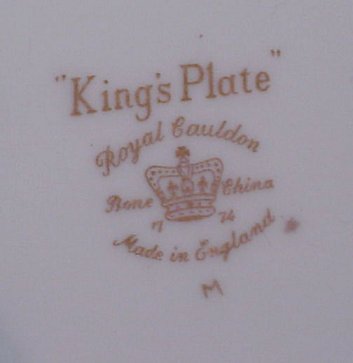 "King's Plate"
Royal Cauldon
Bone China
17 74
Made in England
M